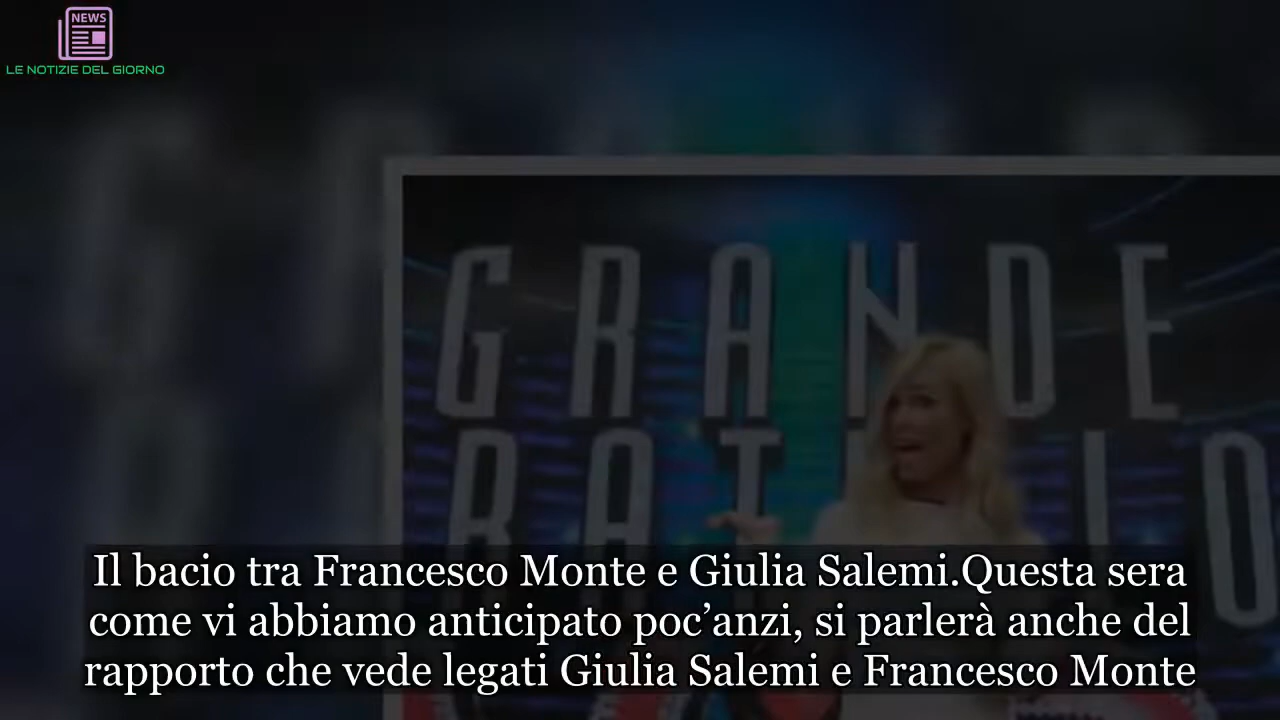 NEWS
LE NOTIZIE DEL GIORNO
GRANDE
Il bacio tra Francesco Monte e Giulia Salemi.Questa sera
come vi abbiamo anticipato poc’anzi, si parlerà anche del
rapporto che vede legati Giulia Salemi e Francesco Monte